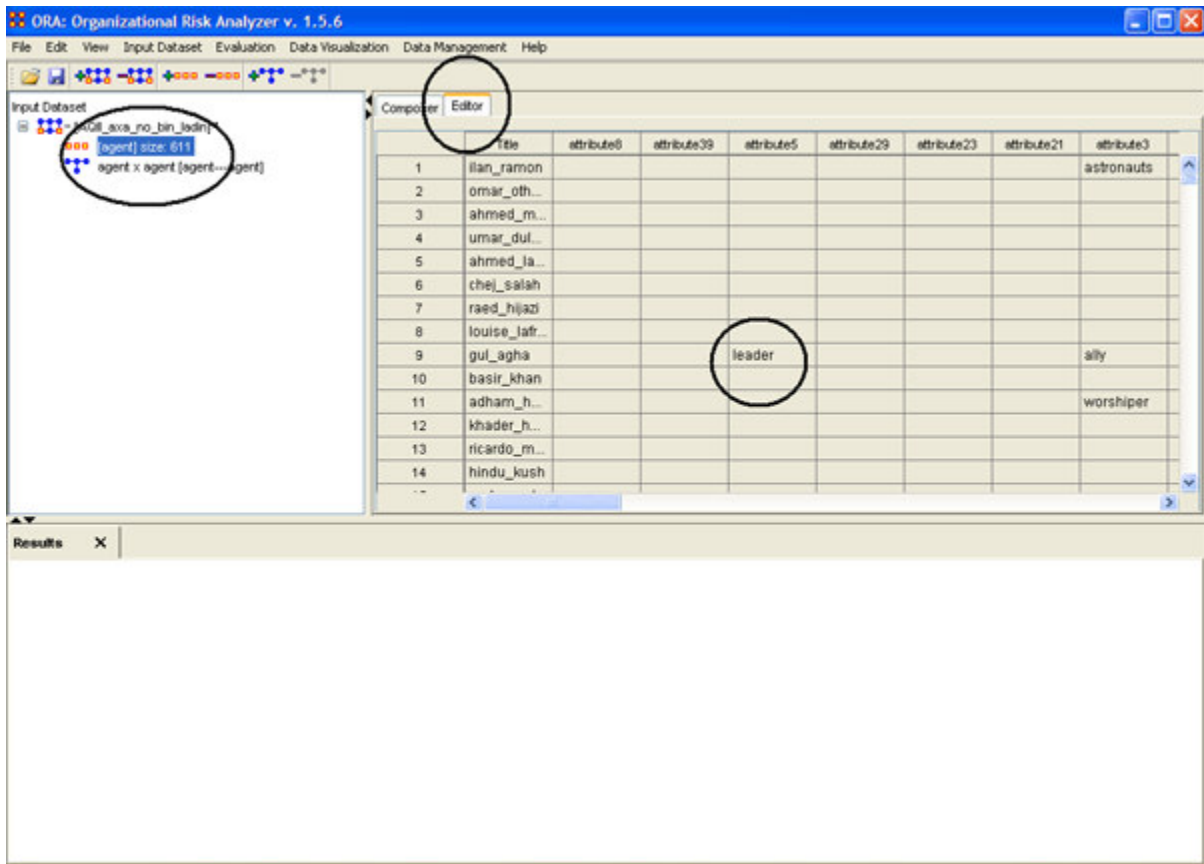 ORA: Organizational Risk Analyzer v. 1.5.6
File Edit View Input Dataset Evaluation Data Visualization Data Management Help
Input Dataset
[agent] size: 611
agent x agent [agent---agent]
Composer Editor
Title attribute8 attribute39 attribute5 attribute29 attribute23 attribute21 attribute3
1 ilan_ramon astronauts
2 omar_oth...
3 ahmed_m...
4 umar_dul...
5 ahmed_la...
6 chej_salah
7 raed_hijazi
8 louise_lafr...
9 gul_agha leader ally
10 basir_khan
11 adham_h... worshiper
12 khader_h...
13 ricardo_m...
14 hindu_kush
Results X